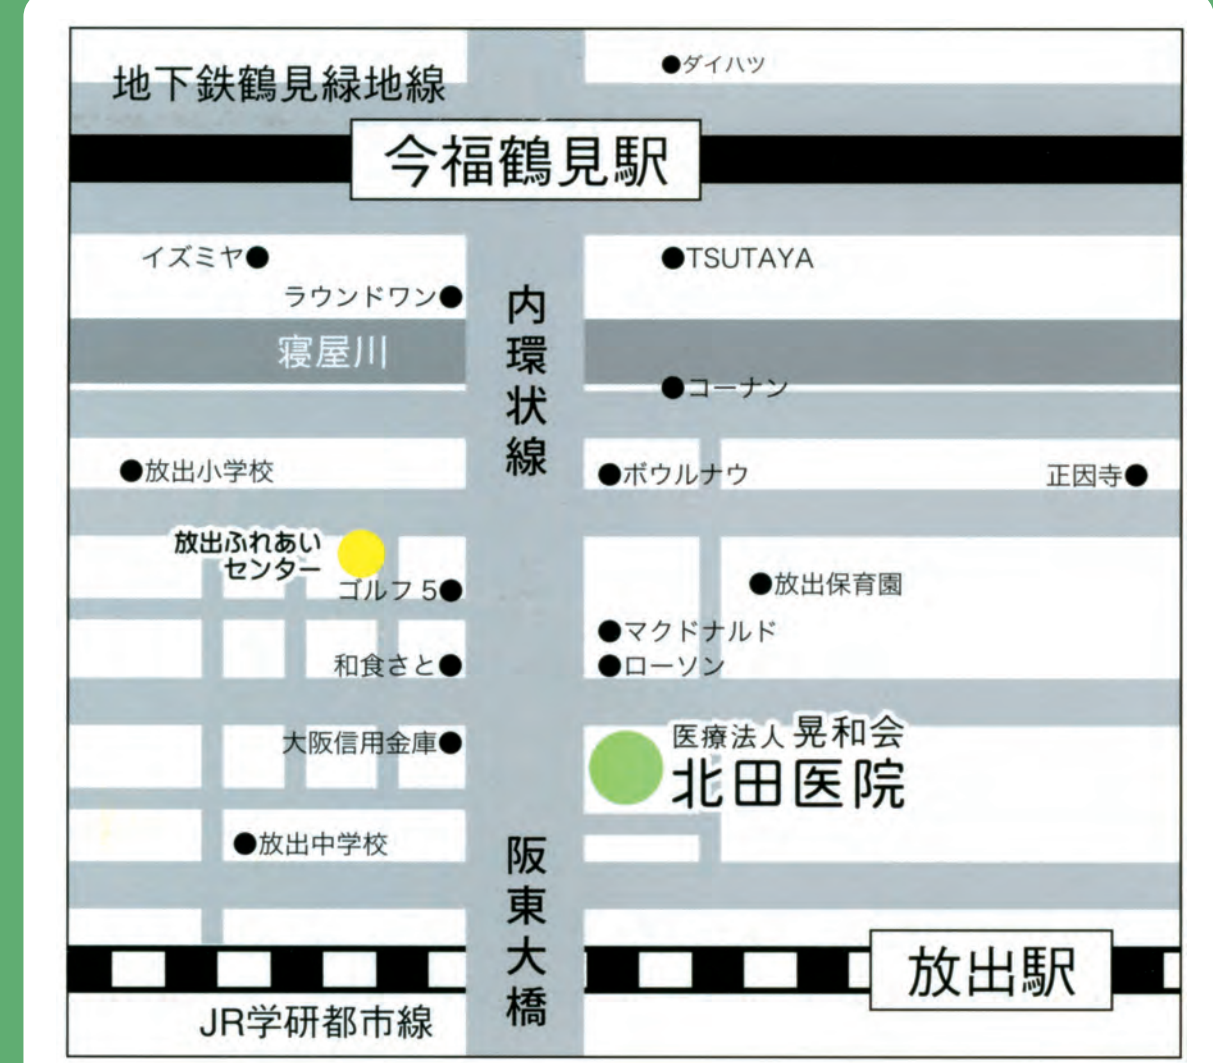 地下鉄鶴見緑地線
ダイハツ
今福鶴見駅
イズミヤ
TSUTAYA
ラウンドワン
内環状線
寝屋川
コーナン
放出小学校
ボウルナウ
正因寺
放出ふれあい
センター
ゴルフ5
放出保育園
マクドナルド
和食さと
ローソン
医療法人 晃和会
北田医院
大阪信用金庫
放出中学校
阪東大橋
放出駅
JR学研都市線